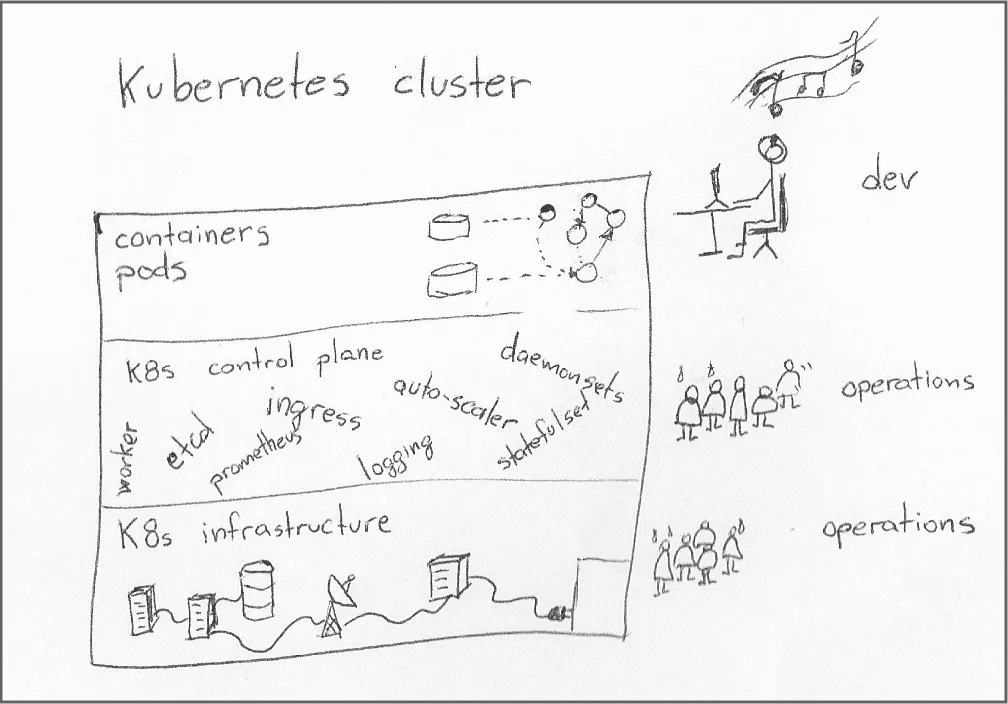 Kubernetes cluster
dev
containers
pods
K8s control plane
daemonsets
auto-scaler
ingress
statefulset
worker
etcd
prometheus
logging
operations
K8s infrastructure
operations